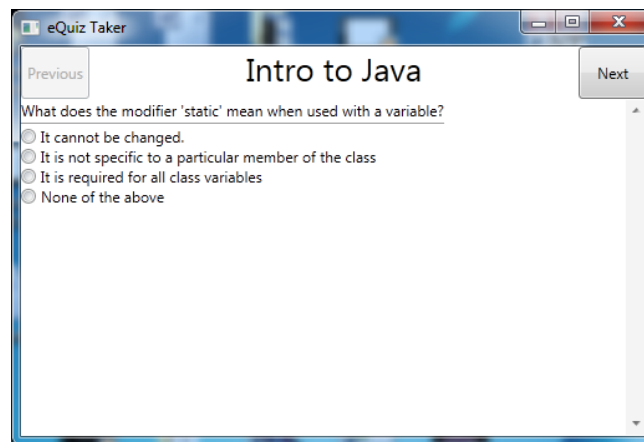 eQuiz Taker
Previous
Intro to Java
Next
What does the modifier 'static' mean when used with a variable?
It cannot be changed.
It is not specific to a particular member of the class
It is required for all class variables
None of the above